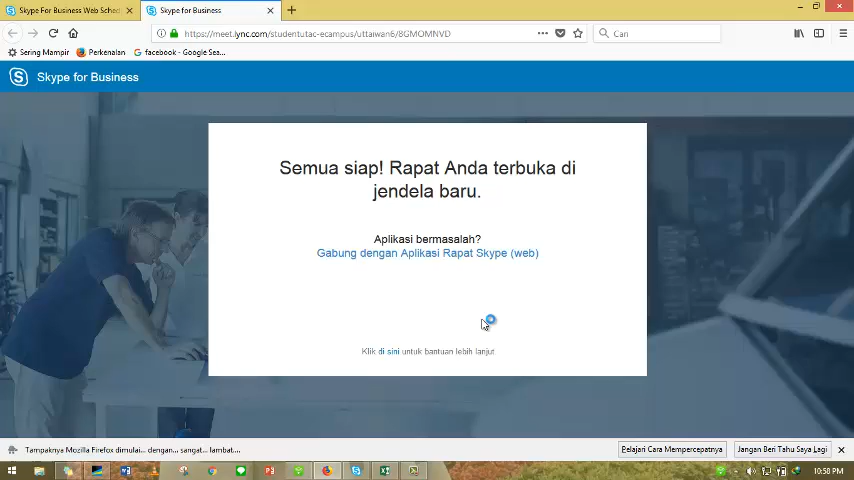 Skype For Business Web Sched
Skype for Business
https://meet.lync.com/studentutac-ecampus/uttaiwan6/8GMOMNVD
Cari
Sering Mampir
Perkenalan
facebook - Google Sea...
Skype for Business
Semua siap! Rapat Anda terbuka di
jendela baru.
Aplikasi bermasalah?
Gabung dengan Aplikasi Rapat Skype (web)
Klik di sini untuk bantuan lebih lanjut
Tampaknya Mozilla Firefox dimulai... dengan... sangat... lambat...
Pelajari Cara Mempercepatnya
Jangan Beri Tahu Saya Lagi
10:58 PM